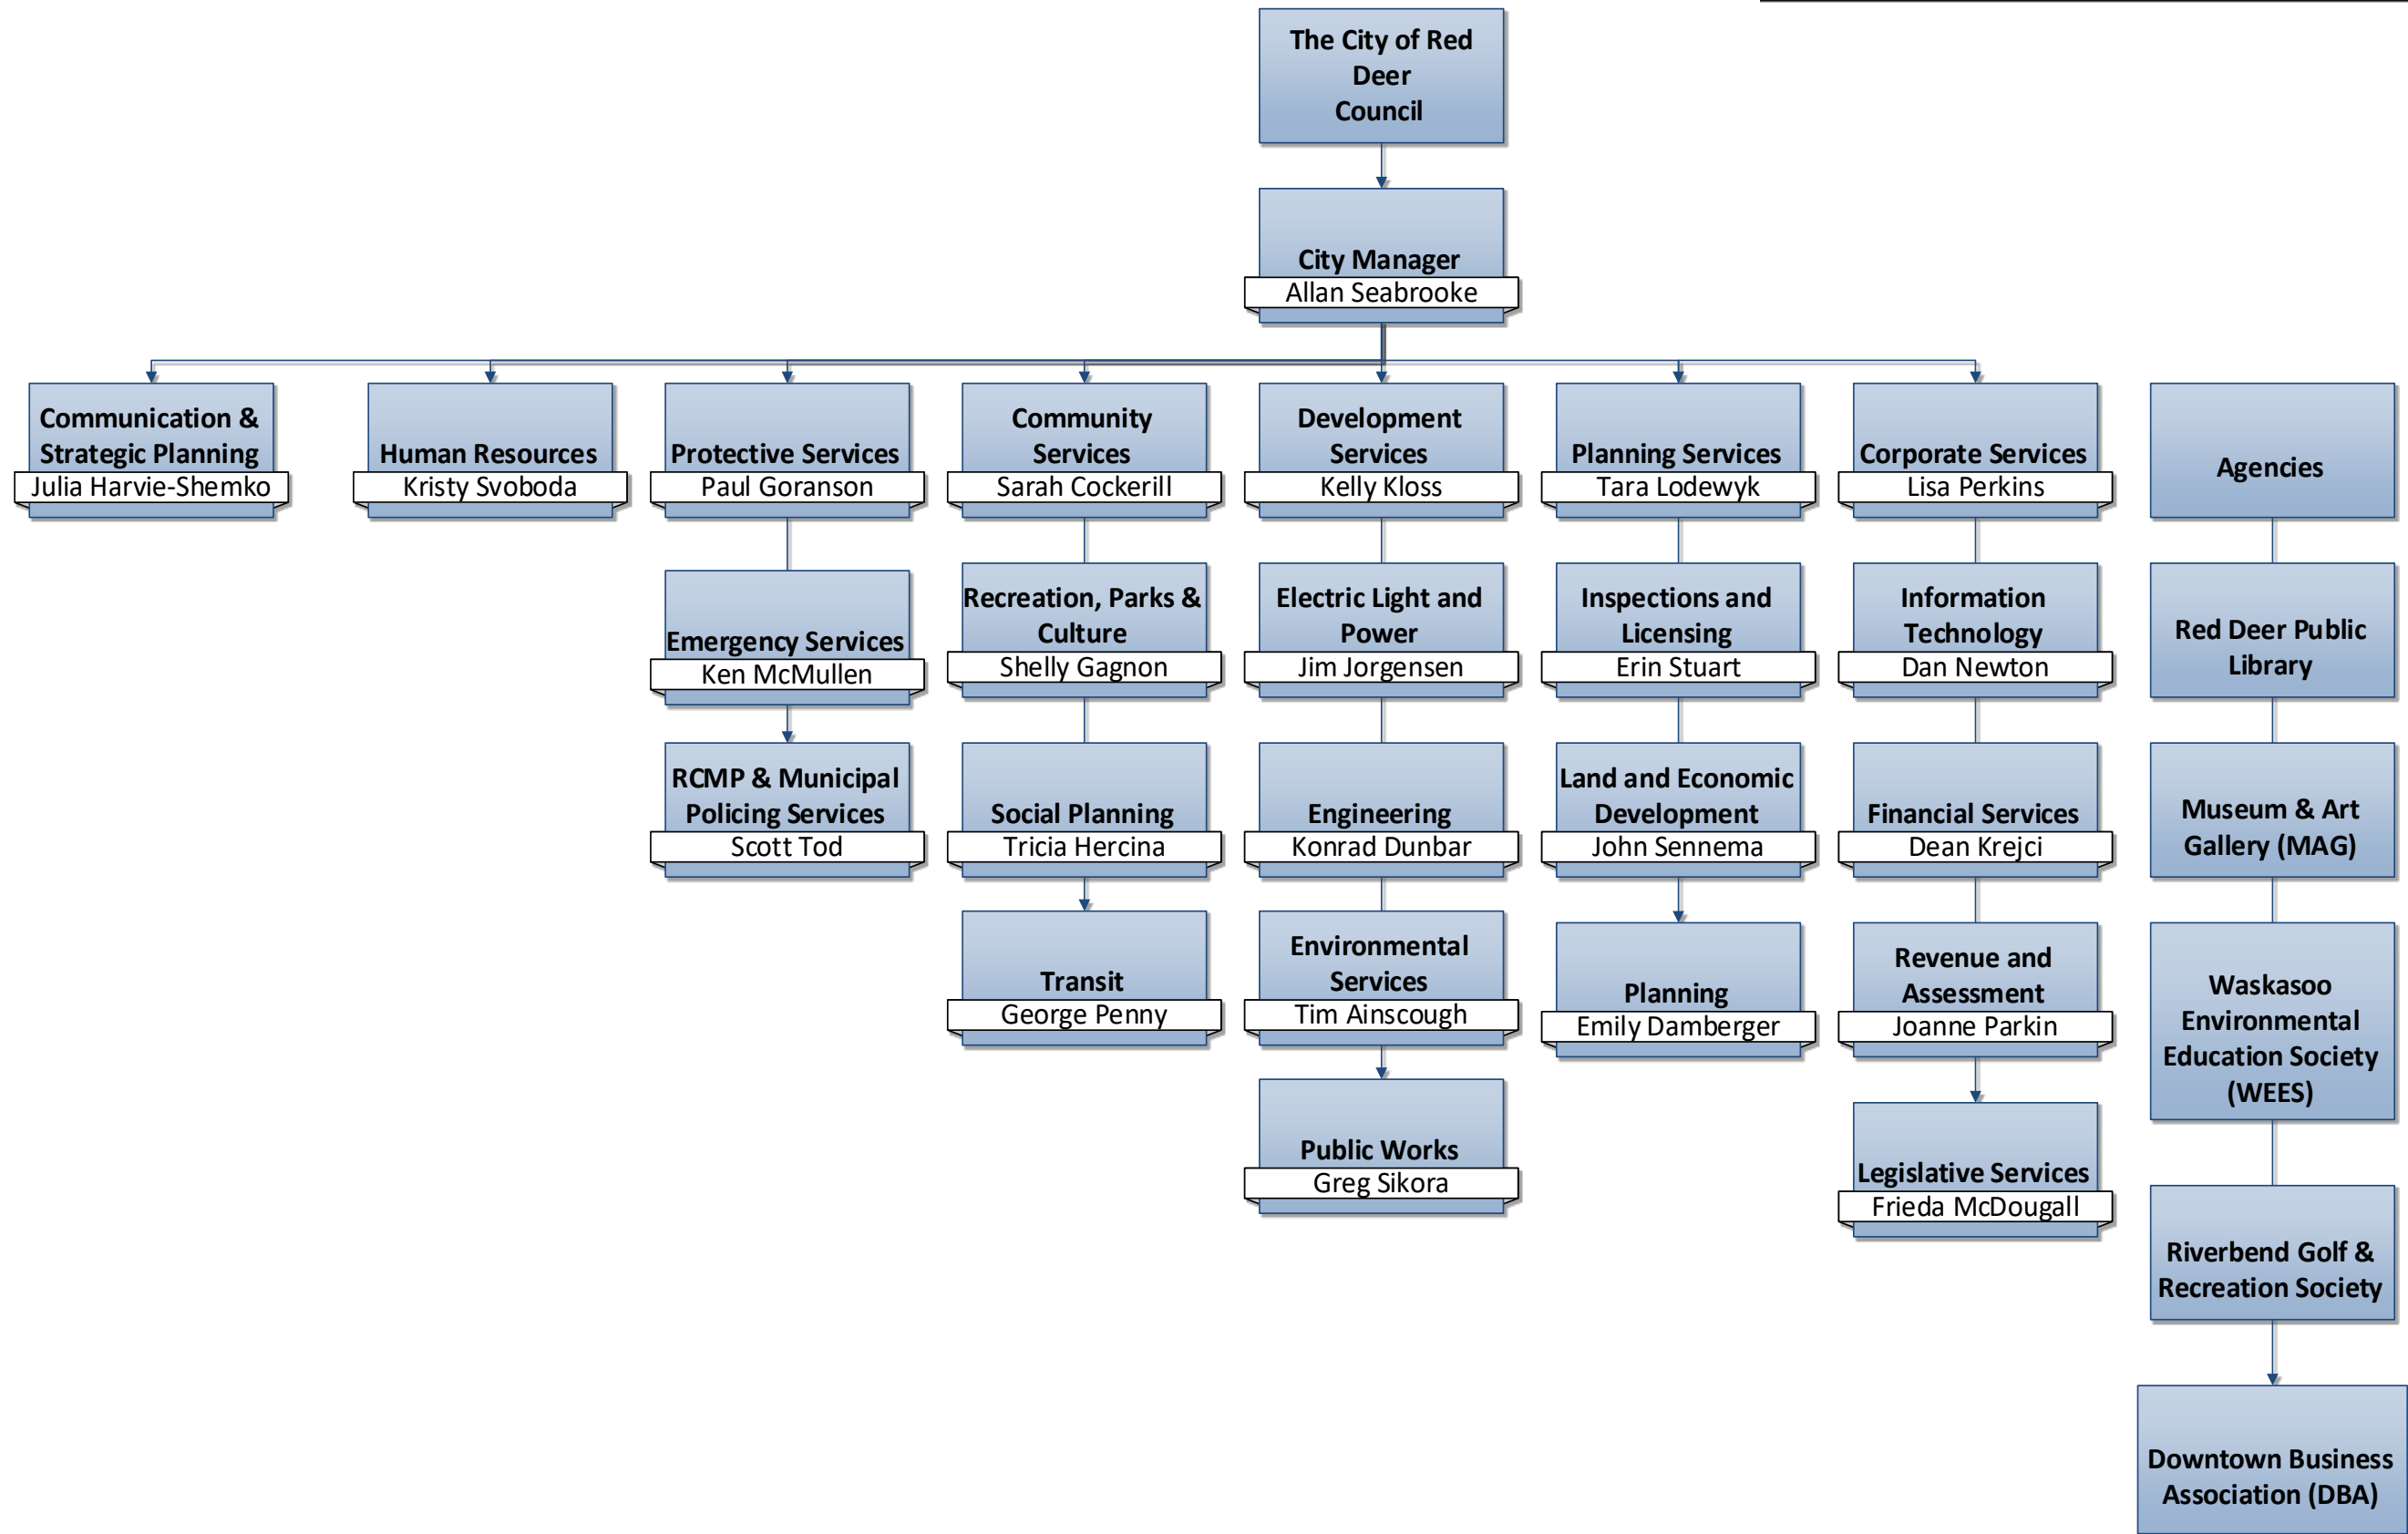 The City of Red
Deer
Council
City Manager
Allan Seabrooke
Communication &
Strategic Planning
Julia Harvie-Shemko
Human Resources
Kristy Svoboda
Protective Services
Paul Goranson
Community
Services
Sarah Cockerill
Development
Services
Kelly Kloss
Planning Services
Tara Lodewyk
Corporate Services
Lisa Perkins
Agencies
Emergency Services
Ken McMullen
Recreation, Parks &
Culture
Shelly Gagnon
Electric Light and
Power
Jim Jorgensen
Inspections and
Licensing
Erin Stuart
Information
Technology
Dan Newton
Red Deer Public
Library
RCMP & Municipal
Policing Services
Scott Tod
Social Planning
Tricia Hercina
Engineering
Konrad Dunbar
Land and Economic
Development
John Sennema
Financial Services
Dean Krejci
Museum & Art
Gallery (MAG)
Transit
George Penny
Environmental
Services
Tim Ainscough
Planning
Emily Damberger
Revenue and
Assessment
Joanne Parkin
Waskasoo
Environmental
Education Society
(WEES)
Public Works
Greg Sikora
Legislative Services
Frieda McDougall
Riverbend Golf &
Recreation Society
Downtown Business
Association (DBA)